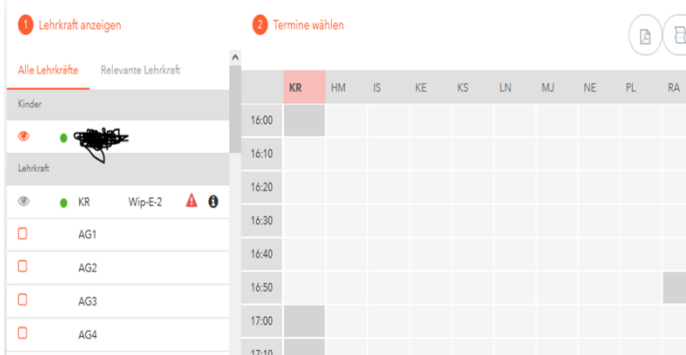 1 Lehrkraft anzeigen
Alle Lehrkräfte Relevante Lehrkraft
Kinder
Lehrkraft
KR Wip-E-2
AG1
AG2
AG3
AG4
2 Termine wählen
KR HM IS KE KS LN MJ NE PL RA
16:00
16:10
16:20
16:30
16:40
16:50
17:00
17:10